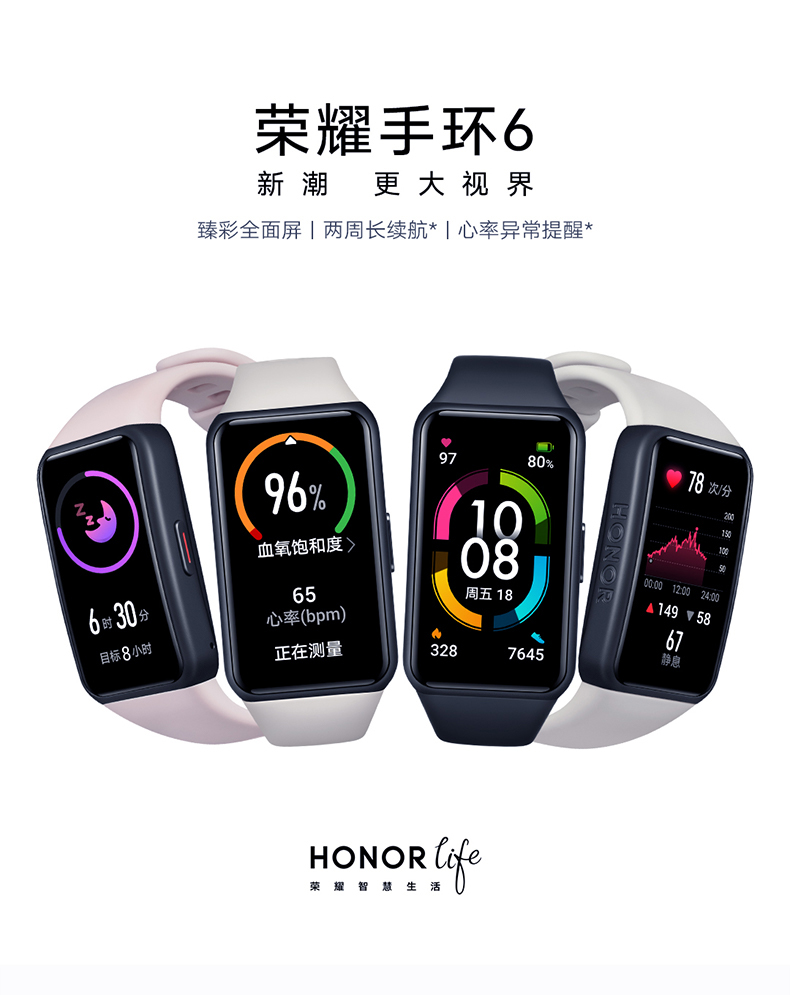 荣耀手环6
新潮 更大视界
臻彩全面屏 | 两周长续航* | 心率异常提醒*
zzz
6时30分
目标8小时
96%
血氧饱和度 >
65
心率(bpm)
正在测量
97
80%
10
08
周五 18
328
7645
HONOR
78 次/分
200
150
100
50
00:00 12:00 24:00
▲ 149 ▼ 58
67
静息
HONOR life
荣耀智慧生活